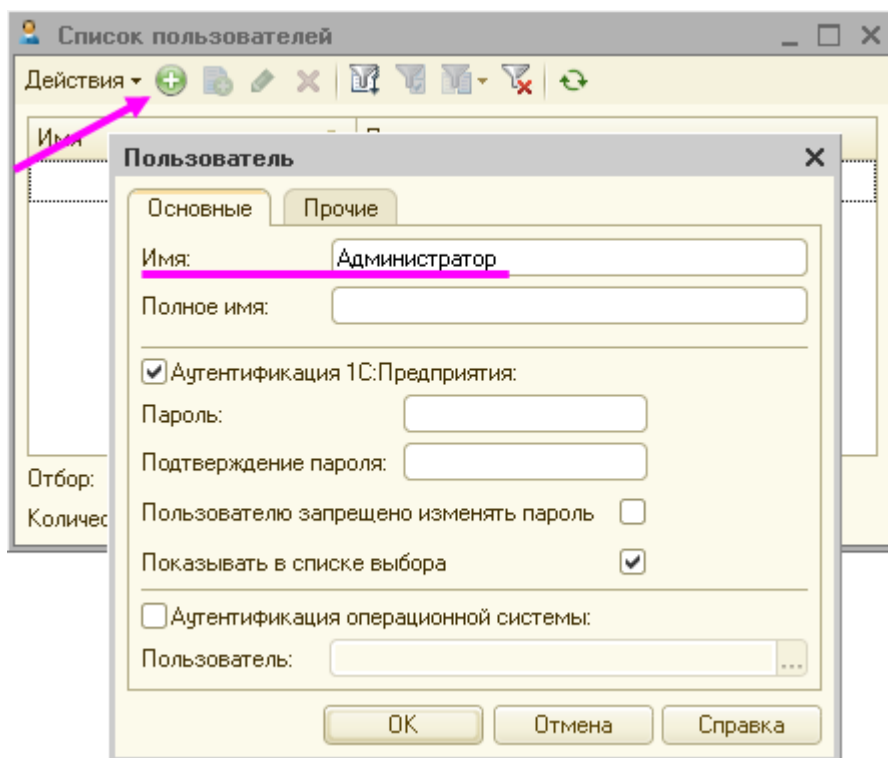 Список пользователей
Действия
Имя
Пользователь
Основные Прочие
Имя: Администратор
Полное имя:
Аутентификация 1С:Предприятия:
Пароль:
Подтверждение пароля:
Отбор:
Пользователю запрещено изменять пароль
Количес
Показывать в списке выбора
Аутентификация операционной системы:
Пользователь: ...
OK Отмена Справка